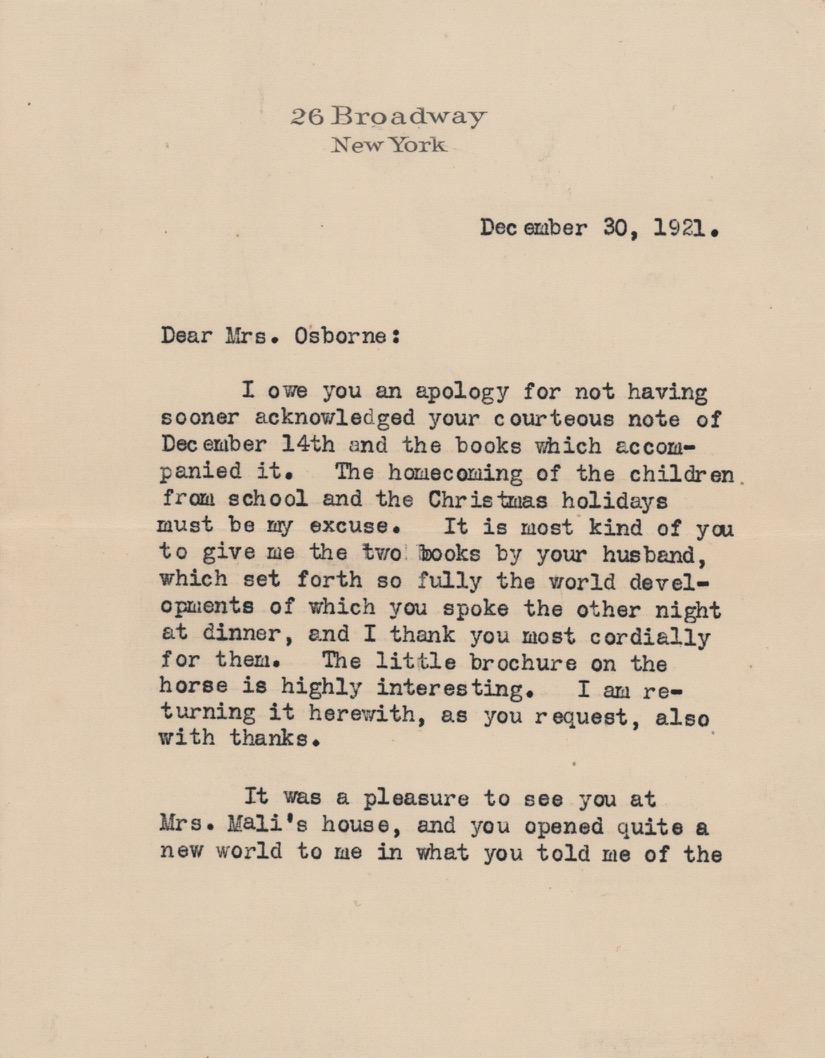 26 Broadway
New York
December 30, 1921.
Dear Mrs. Osborne:
I owe you an apology for not having
sooner acknowledged your courteous note of
December 14th and the books which accom-
panied it. The homecoming of the children
from school and the Christmas holidays
must be my excuse. It is most kind of you
to give me the two books by your husband,
which set forth so fully the world devel-
opments of which you spoke the other night
at dinner, and I thank you most cordially
for them. The little brochure on the
horse is highly interesting. I am re-
turning it herewith, as you request, also
with thanks.
It was a pleasure to see you at
Mrs. Mali's house, and you opened quite a
new world to me in what you told me of the